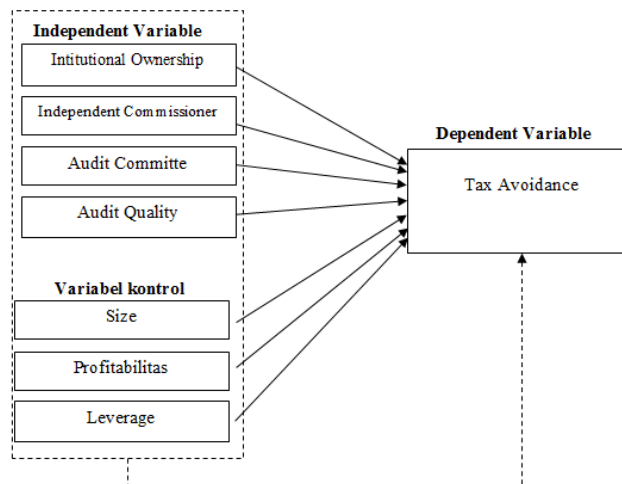 Independent Variable
Intitutional Ownership
Independent Commissioner
Audit Committe
Audit Quality
Variabel kontrol
Size
Profitabilitas
Leverage
Dependent Variable
Tax Avoidance